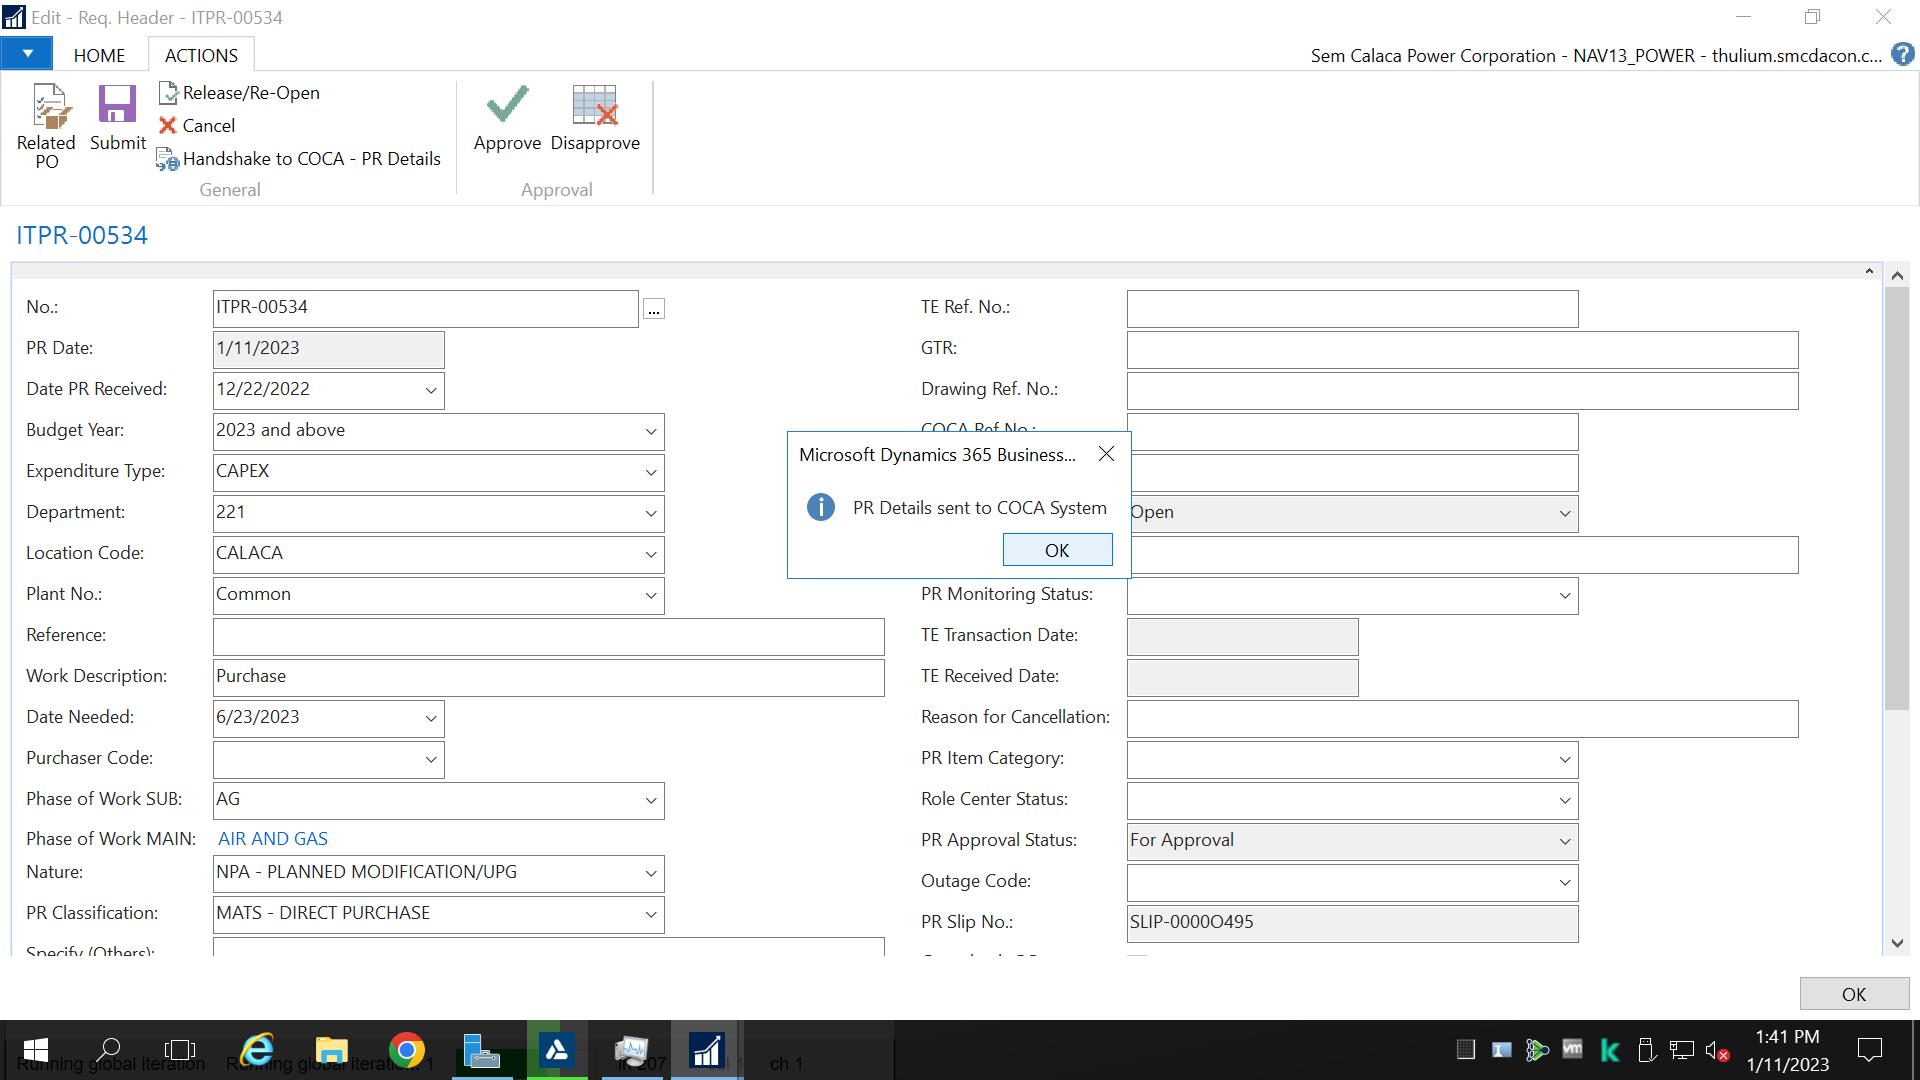 Edit - Req. Header - ITPR-00534
HOME
ACTIONS
Sem Calaca Power Corporation - NAV13_POWER - thulium.smcdacon.c...
?
Related PO
Submit
Release/Re-Open
Cancel
Handshake to COCA - PR Details
General
Approve
Disapprove
Approval
ITPR-00534
No.: ITPR-00534 ...
PR Date: 1/11/2023
Date PR Received: 12/22/2022
Budget Year: 2023 and above
Expenditure Type: CAPEX
Department: 221
Location Code: CALACA
Plant No.: Common
Reference:
Work Description: Purchase
Date Needed: 6/23/2023
Purchaser Code:
Phase of Work SUB: AG
Phase of Work MAIN: AIR AND GAS
Nature: NPA - PLANNED MODIFICATION/UPG
PR Classification: MATS - DIRECT PURCHASE
Specify (Others):
TE Ref. No.:
GTR:
Drawing Ref. No.:
COCA Ref No.:
Microsoft Dynamics 365 Business...
PR Details sent to COCA System
OK
Open
PR Monitoring Status:
TE Transaction Date:
TE Received Date:
Reason for Cancellation:
PR Item Category:
Role Center Status:
PR Approval Status: For Approval
Outage Code:
PR Slip No.: SLIP-0000O495
OK
Running global iteration
Running global iteration: 1
ch 1
1:41 PM
1/11/2023